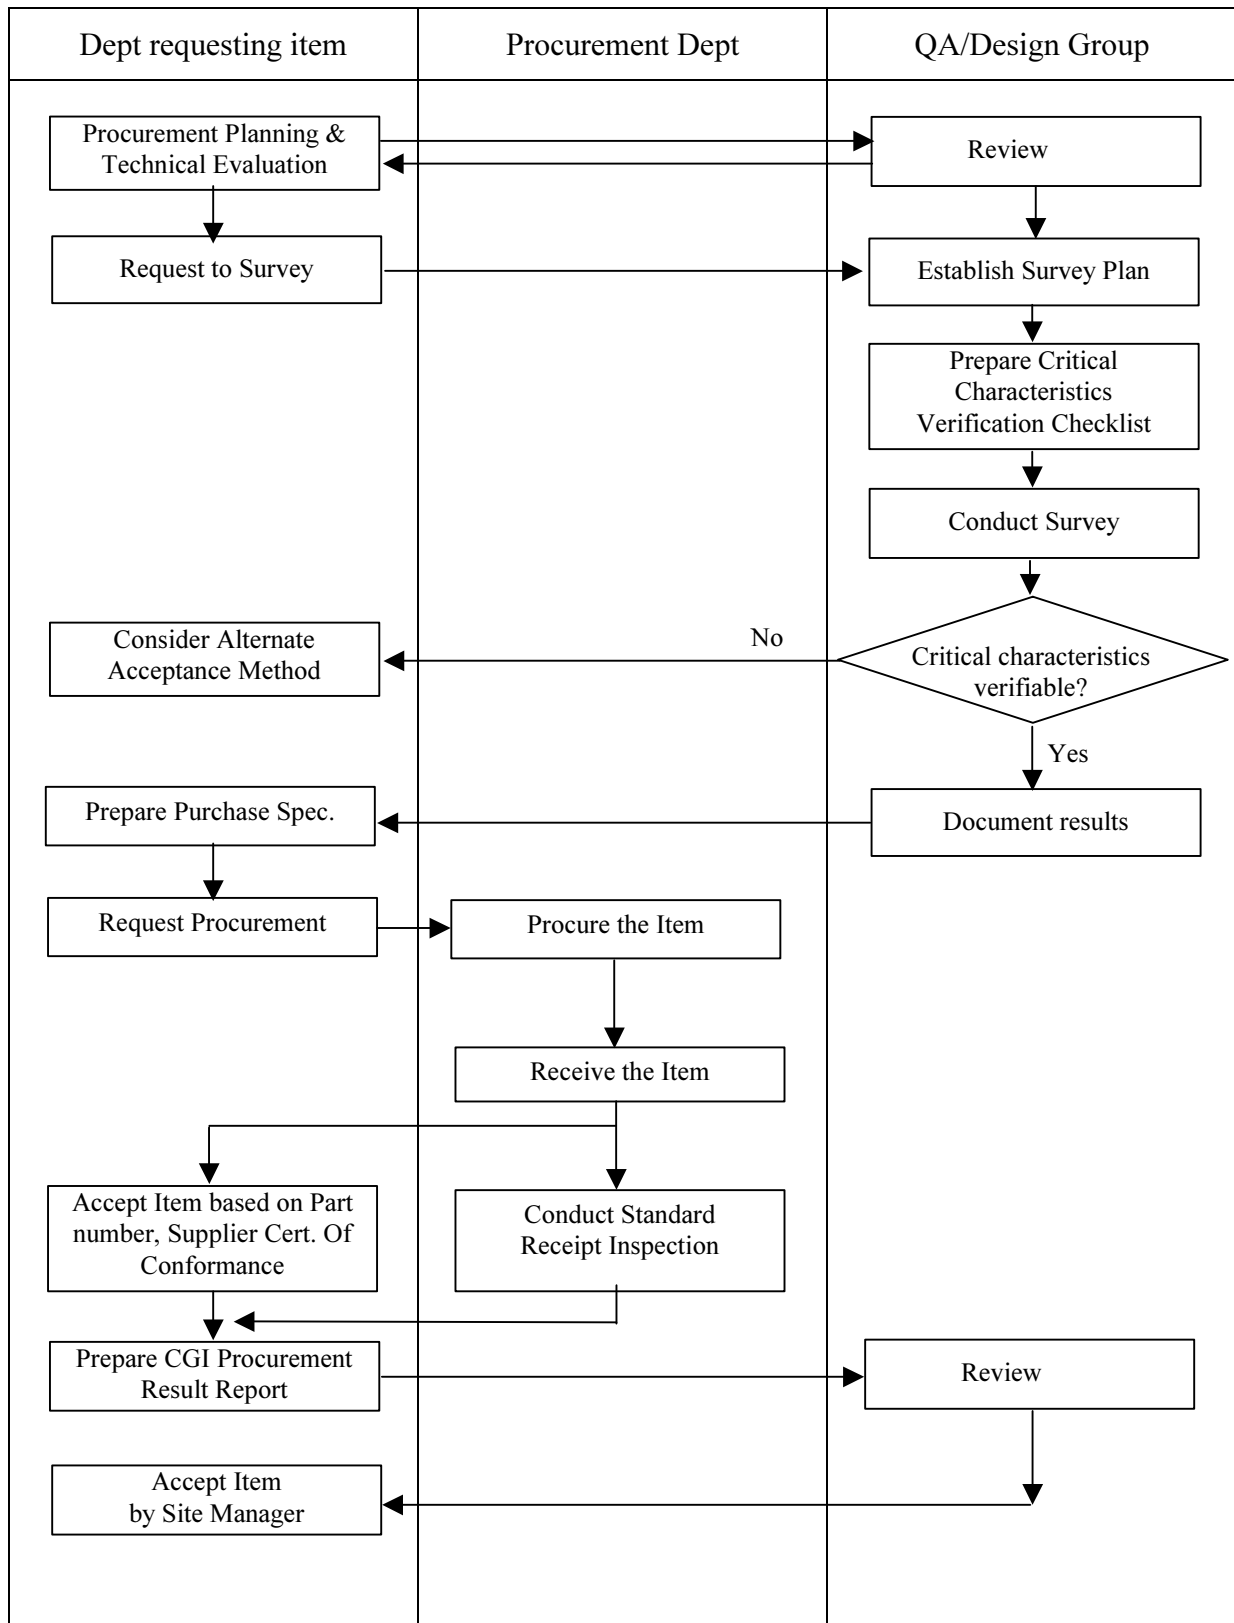 Dept requesting item
Procurement Dept
QA/Design Group
Procurement Planning &
Technical Evaluation
Review
Request to Survey
Establish Survey Plan
Prepare Critical
Characteristics
Verification Checklist
Conduct Survey
Consider Alternate
Acceptance Method
No
Critical characteristics
verifiable?
Yes
Prepare Purchase Spec.
Document results
Request Procurement
Procure the Item
Receive the Item
Accept Item based on Part
number, Supplier Cert. Of
Conformance
Conduct Standard
Receipt Inspection
Prepare CGI Procurement
Result Report
Review
Accept Item
by Site Manager